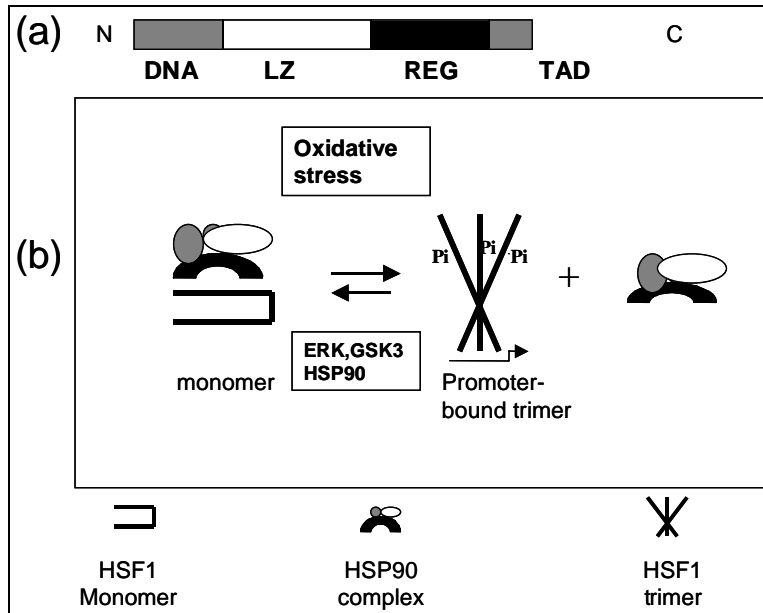 (a) N C
DNA LZ REG TAD
Oxidative
stress
(b)
Pi Pi Pi
+
ERK,GSK3
HSP90
monomer
Promoter-
bound trimer
HSF1
Monomer
HSP90
complex
HSF1
trimer